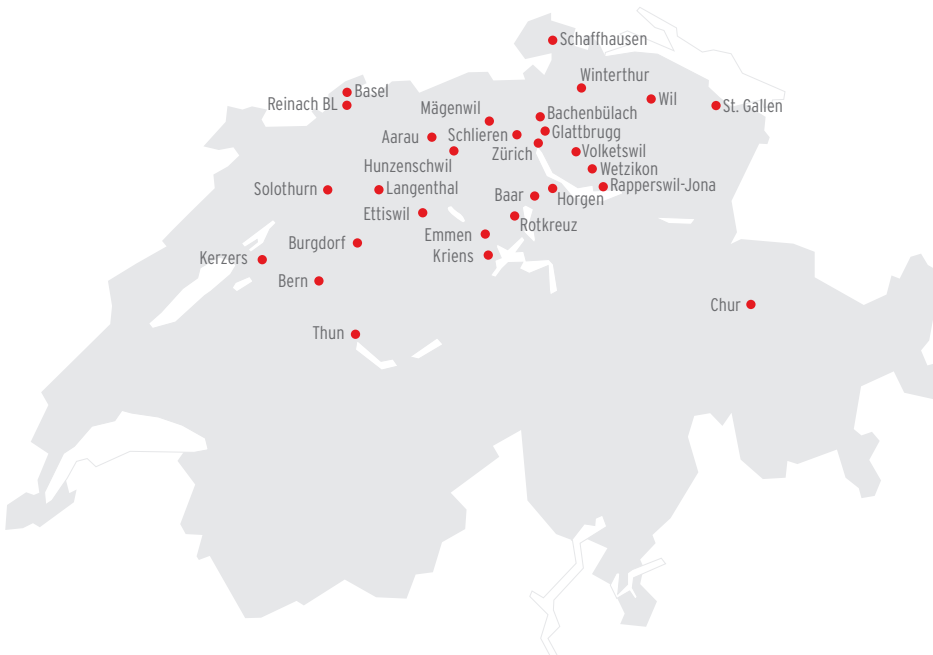 Schaffhausen
Winterthur
Basel
Wil
Reinach BL
St. Gallen
Mägenwil
Bachenbülach
Glattbrugg
Aarau
Schlieren
Zürich
Volketswil
Hunzenschwil
Wetzikon
Rapperswil-Jona
Solothurn
Langenthal
Baar
Horgen
Ettiswil
Rotkreuz
Emmen
Burgdorf
Kriens
Kerzers
Bern
Chur
Thun